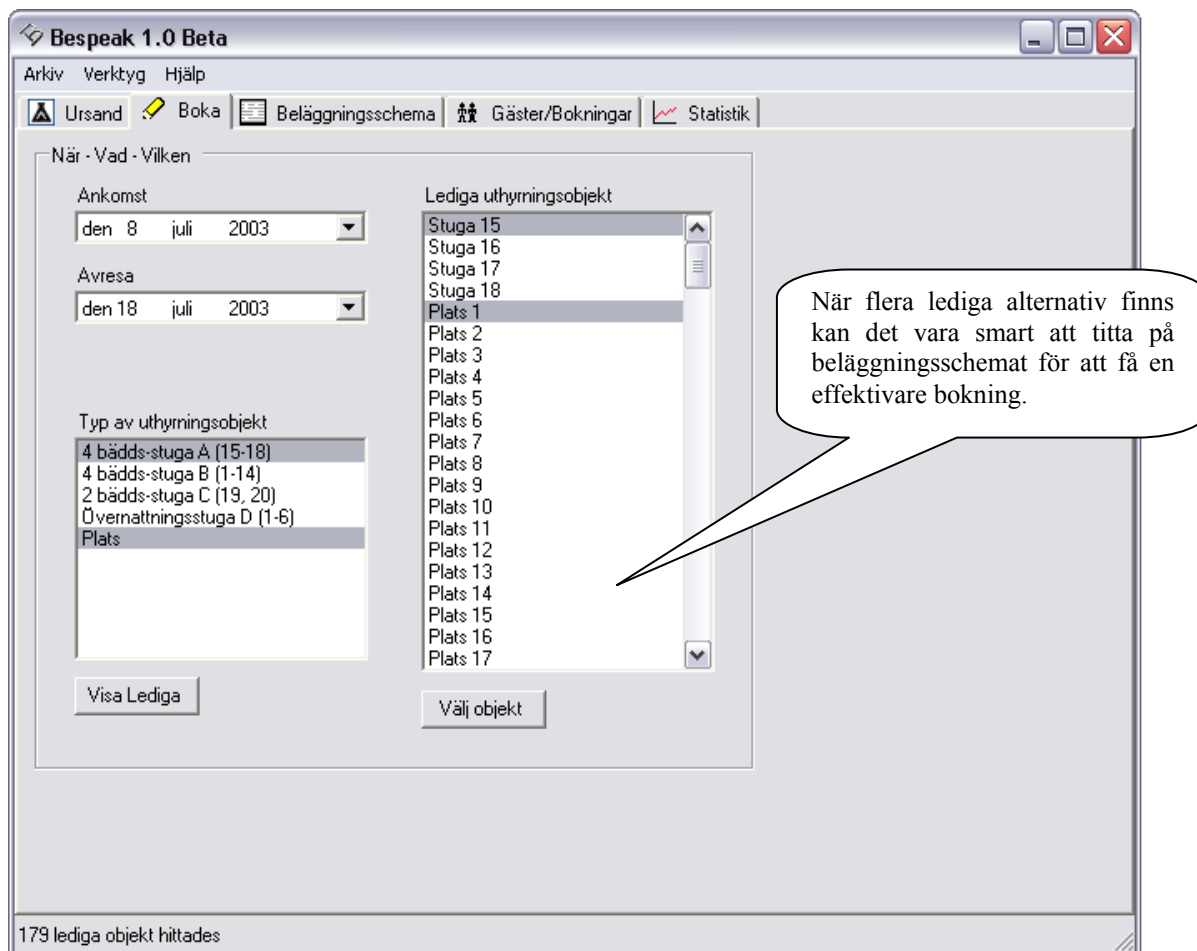 Bespeak 1.0 Beta
Arkiv Verktyg Hjälp
Ursand Boka Beläggningsschema Gäster/Bokningar Statistik
När - Vad - Vilken
Ankomst
den 8 juli 2003
Avresa
den 18 juli 2003
Typ av uthyrningsobjekt
4 bädds-stuga A (15-18)
4 bädds-stuga B (1-14)
2 bädds-stuga C (19, 20)
Övernattningsstuga D (1-6)
Plats
Visa Lediga
Lediga uthyrningsobjekt
Stuga 15
Stuga 16
Stuga 17
Stuga 18
Plats 1
Plats 2
Plats 3
Plats 4
Plats 5
Plats 6
Plats 7
Plats 8
Plats 9
Plats 10
Plats 11
Plats 12
Plats 13
Plats 14
Plats 15
Plats 16
Plats 17
Välj objekt
När flera lediga alternativ finns
kan det vara smart att titta på
beläggningsschemat för att få en
effektivare bokning.
179 lediga objekt hittades